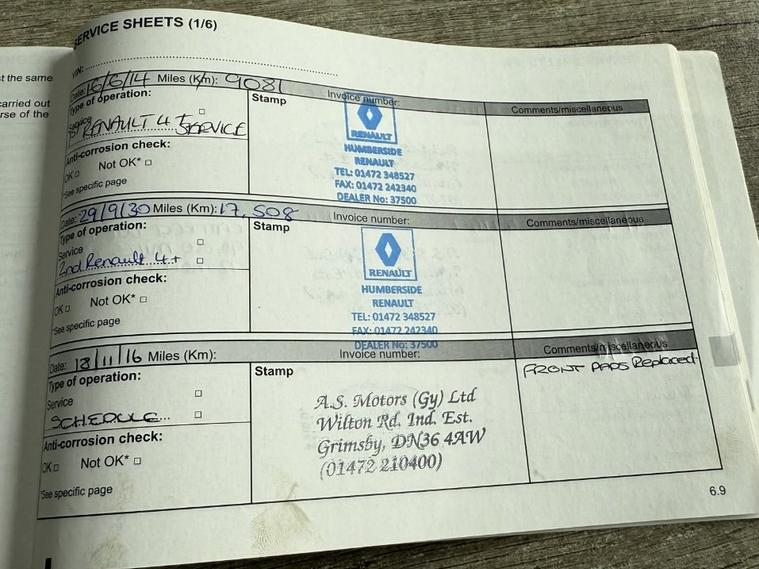 SERVICE SHEETS (1/6)
st the same
carried out
rse of the
VIN:
Date: 16/6/14 Miles (Km): 9081
Type of operation:
Service
1st RENAULT 4+ SERVICE
Anti-corrosion check:
OK Not OK*
*See specific page
Stamp
Invoice number:
RENAULT
HUMBERSIDE
RENAULT
TEL: 01472 348527
FAX: 01472 242340
DEALER No: 37500
Comments/miscellaneous
Date: 29/9/30 Miles (Km): 17,508
Type of operation:
Service
2nd Renault 4+
Anti-corrosion check:
OK Not OK*
*See specific page
Stamp
Invoice number:
RENAULT
HUMBERSIDE
RENAULT
TEL: 01472 348527
FAX: 01472 242340
DEALER No: 37500
Comments/miscellaneous
Date: 18/11/16 Miles (Km):
Type of operation:
Service
SCHEDULE
Anti-corrosion check:
OK Not OK*
*See specific page
Stamp
Invoice number:
A.S. Motors (Gy) Ltd
Wilton Rd. Ind. Est.
Grimsby, DN36 4AW
(01472 210400)
Comments/miscellaneous
FRONT PADS Replaced
6.9